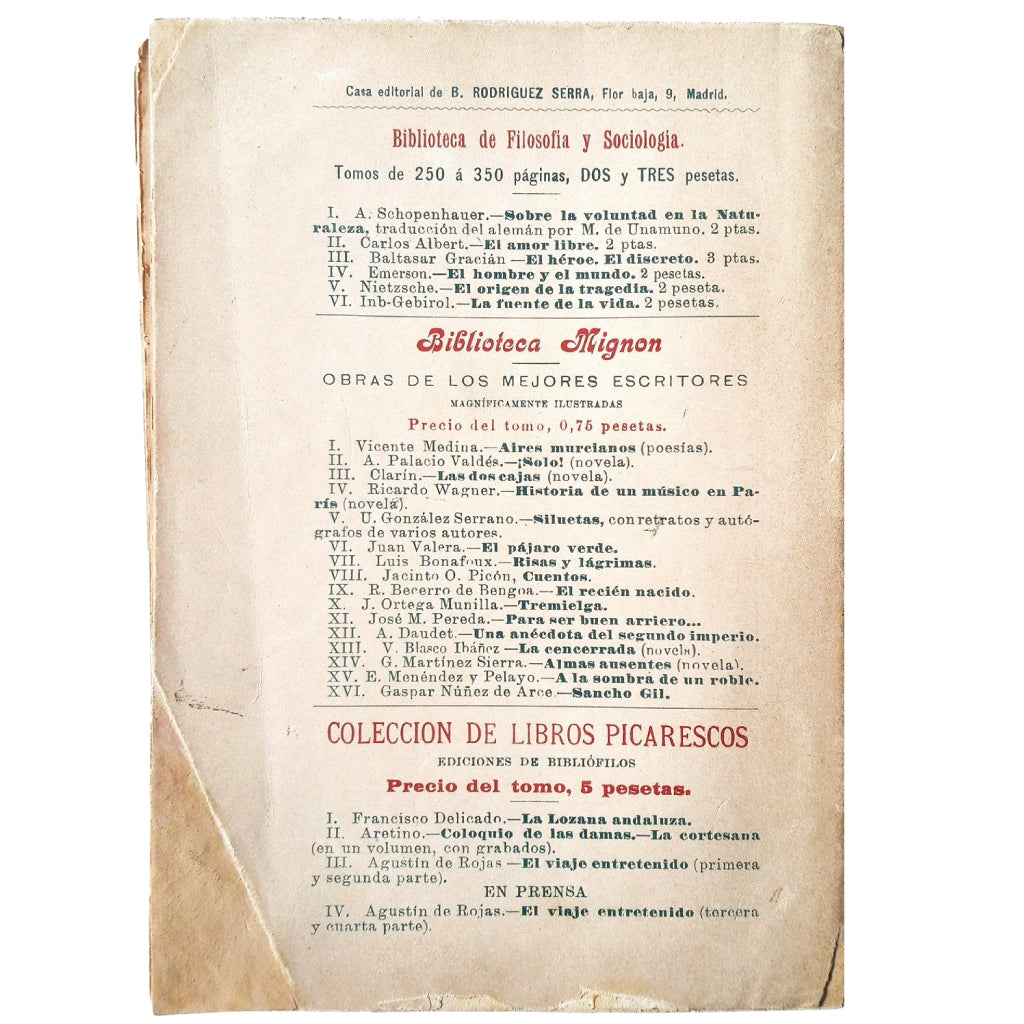 Casa editorial de B. RODRIGUEZ SERRA, Flor baja, 9, Madrid.
Biblioteca de Filosofía y Sociología.
Tomos de 250 á 350 páginas, DOS y TRES pesetas.
I. A. Schopenhauer.—Sobre la voluntad en la Natu-
raleza, traducción del alemán por M. de Unamuno. 2 ptas.
II. Carlos Albert.—El amor libre. 2 ptas.
III. Baltasar Gracián—El héroe. El discreto. 3 ptas.
IV. Emerson.—El hombre y el mundo. 2 pesetas.
V. Nietzsche.—El origen de la tragedia. 2 peseta.
VI. Inb-Gebirol.—La fuente de la vida. 2 pesetas.
Biblioteca Mignon
OBRAS DE LOS MEJORES ESCRITORES
MAGNÍFICAMENTE ILUSTRADAS
Precio del tomo, 0,75 pesetas.
I. Vicente Medina.—Aires murcianos (poesías).
II. A. Palacio Valdés.—¡Solo! (novela).
III. Clarín.—Las dos cajas (novela).
IV. Ricardo Wagner.—Historia de un músico en Pa-
rís (novela).
V. U. González Serrano.—Siluetas, con retratos y autó-
grafos de varios autores.
VI. Juan Valera.—El pájaro verde.
VII. Luis Bonafoux.—Risas y lágrimas.
VIII. Jacinto O. Picón, Cuentos.
IX. R. Becerro de Bengoa.—El recién nacido.
X. J. Ortega Munilla.—Tremielga.
XI. José M. Pereda.—Para ser buen arriero...
XII. A. Daudet.—Una anécdota del segundo imperio.
XIII. V. Blasco Ibáñez—La cencerrada (novela).
XIV. G. Martínez Sierra.—Almas ausentes (novela).
XV. E. Menéndez y Pelayo.—A la sombra de un roble.
XVI. Gaspar Núñez de Arce.—Sancho Gil.
COLECCION DE LIBROS PICARESCOS
EDICIONES DE BIBLIÓFILOS
Precio del tomo, 5 pesetas.
I. Francisco Delicado.—La Lozana andaluza.
II. Aretino.—Coloquio de las damas.—La cortesana
(en un volumen, con grabados).
III. Agustín de Rojas—El viaje entretenido (primera
y segunda parte).
EN PRENSA
IV. Agustín de Rojas.—El viaje entretenido (tercera
y cuarta parte).